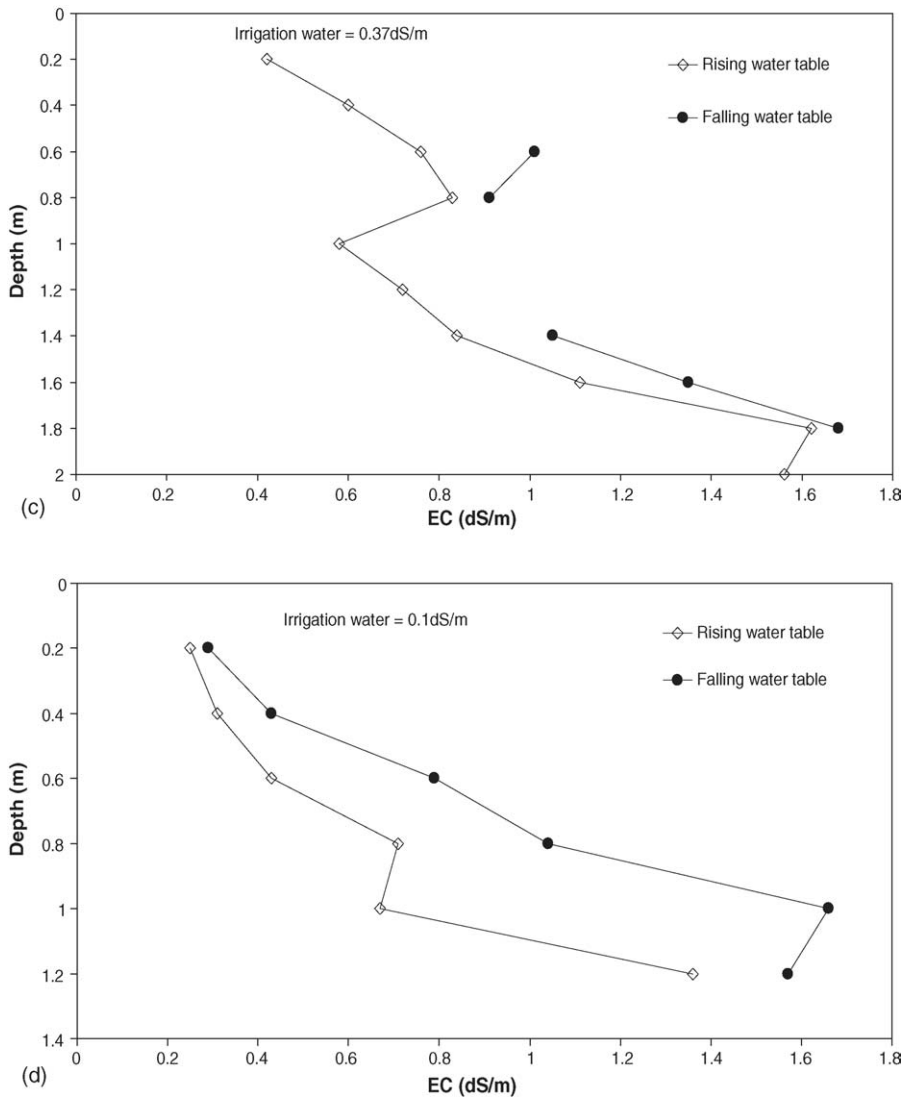 0
Irrigation water = 0.37dS/m
0.2
Rising water table
0.4
Falling water table
0.6
0.8
Depth (m)
1
1.2
1.4
1.6
1.8
2
0 0.2 0.4 0.6 0.8 1 1.2 1.4 1.6 1.8
(c)
EC (dS/m)
0
Irrigation water = 0.1dS/m
Rising water table
0.2
Falling water table
0.4
0.6
Depth (m)
0.8
1
1.2
1.4
0 0.2 0.4 0.6 0.8 1 1.2 1.4 1.6 1.8
(d)
EC (dS/m)